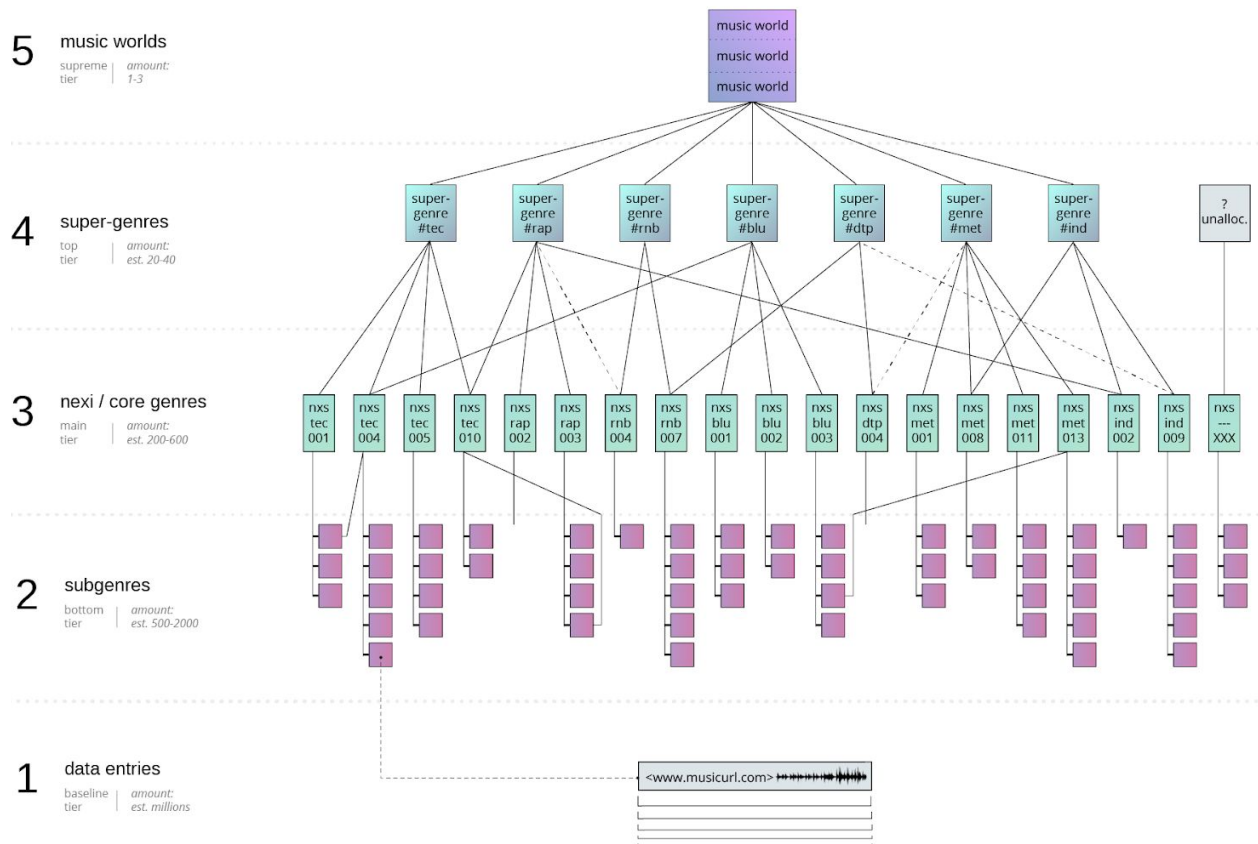 5
music worlds
supreme tier
amount: 1-3
music world
music world
music world
4
super-genres
top tier
amount: est. 20-40
super-genre #tec
super-genre #rap
super-genre #rnb
super-genre #blu
super-genre #dtp
super-genre #met
super-genre #ind
? unalloc.
3
nexi / core genres
main tier
amount: est. 200-600
nxs tec 001
nxs tec 004
nxs tec 005
nxs tec 010
nxs rap 002
nxs rap 003
nxs rnb 004
nxs rnb 007
nxs blu 001
nxs blu 002
nxs blu 003
nxs dtp 004
nxs met 001
nxs met 008
nxs met 011
nxs met 013
nxs ind 002
nxs ind 009
nxs --- XXX
2
subgenres
bottom tier
amount: est. 500-2000
1
data entries
baseline tier
amount: est. millions
<www.musicurl.com>